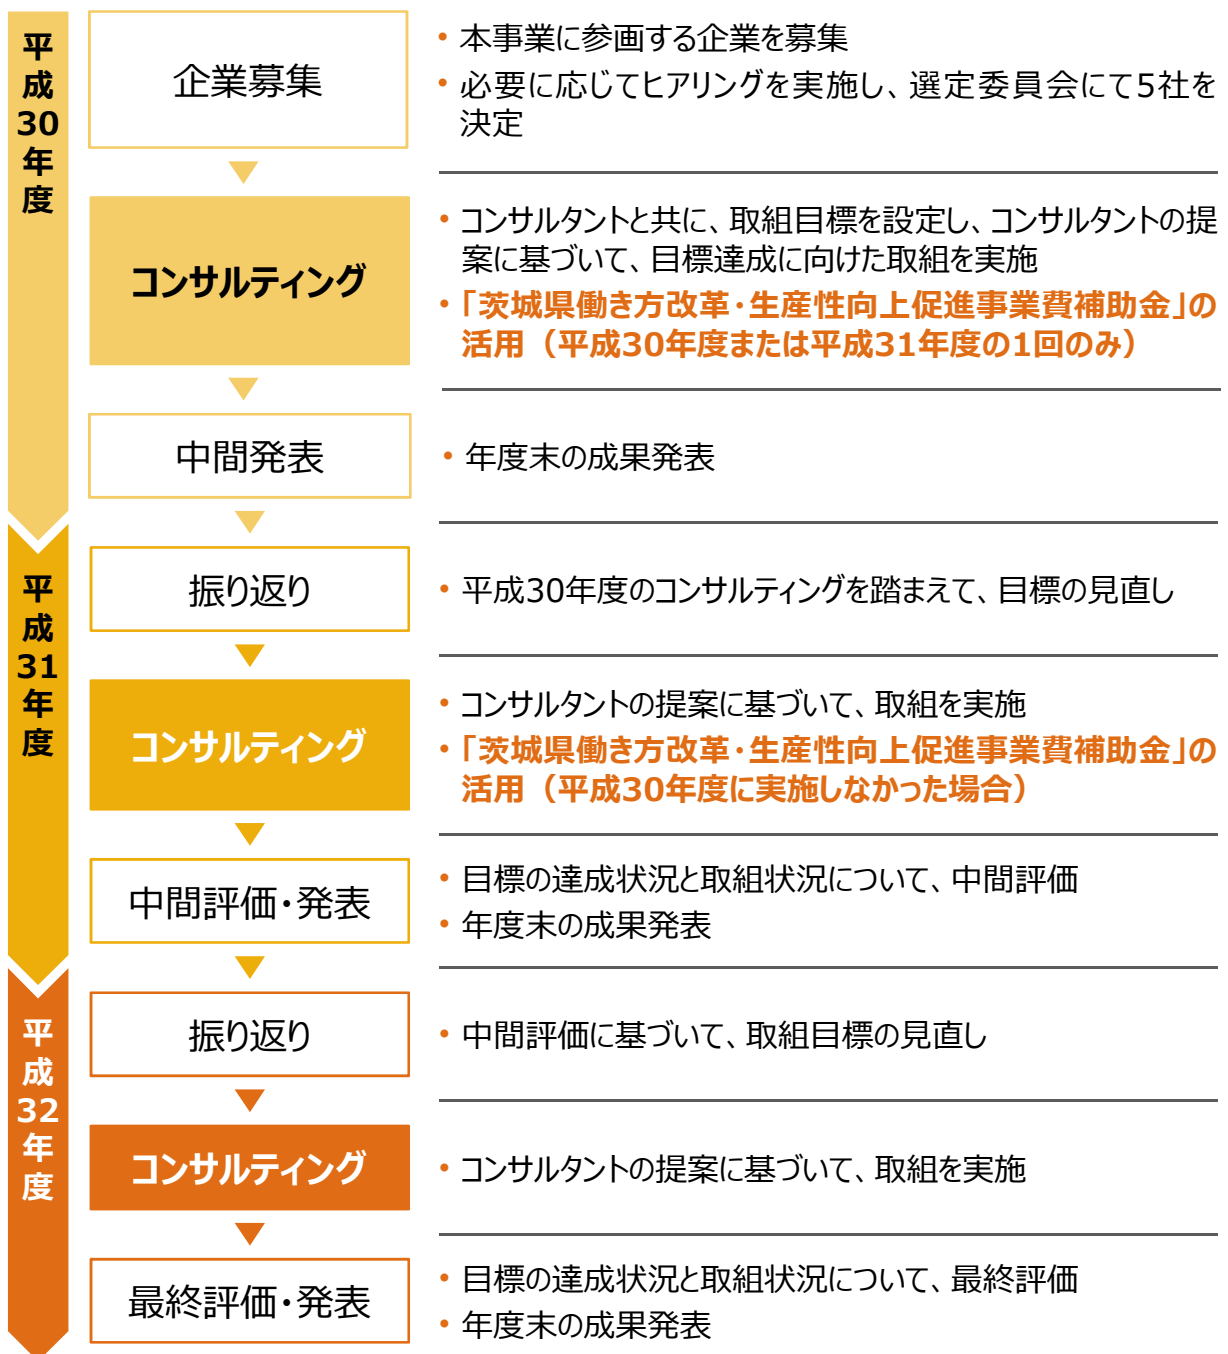 平成30年度
企業募集
・本事業に参画する企業を募集
・必要に応じてヒアリングを実施し、選定委員会にて5社を
決定
コンサルティング
・コンサルタントと共に、取組目標を設定し、コンサルタントの提
案に基づいて、目標達成に向けた取組を実施
・「茨城県働き方改革・生産性向上促進事業費補助金」の
活用（平成30年度または平成31年度の1回のみ）
中間発表
・年度末の成果発表
平成31年度
振り返り
・平成30年度のコンサルティングを踏まえて、目標の見直し
コンサルティング
・コンサルタントの提案に基づいて、取組を実施
・「茨城県働き方改革・生産性向上促進事業費補助金」の
活用（平成30年度に実施しなかった場合）
中間評価・発表
・目標の達成状況と取組状況について、中間評価
・年度末の成果発表
平成32年度
振り返り
・中間評価に基づいて、取組目標の見直し
コンサルティング
・コンサルタントの提案に基づいて、取組を実施
最終評価・発表
・目標の達成状況と取組状況について、最終評価
・年度末の成果発表